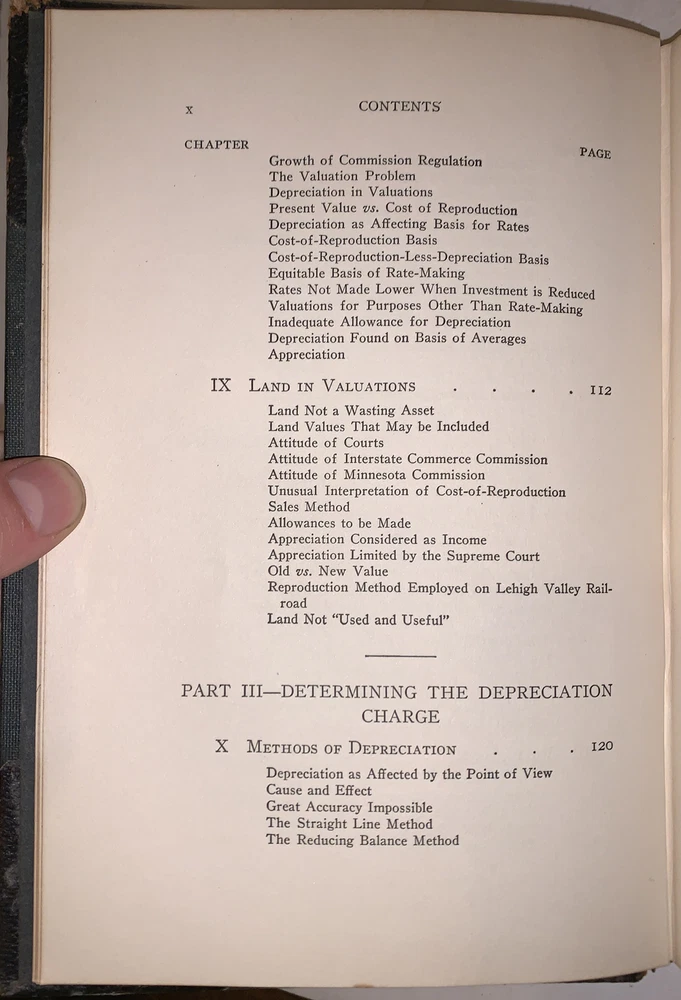 x CONTENTS
CHAPTER PAGE
Growth of Commission Regulation
The Valuation Problem
Depreciation in Valuations
Present Value vs. Cost of Reproduction
Depreciation as Affecting Basis for Rates
Cost-of-Reproduction Basis
Cost-of-Reproduction-Less-Depreciation Basis
Equitable Basis of Rate-Making
Rates Not Made Lower When Investment is Reduced
Valuations for Purposes Other Than Rate-Making
Inadequate Allowance for Depreciation
Depreciation Found on Basis of Averages
Appreciation
IX LAND IN VALUATIONS . . . . 112
Land Not a Wasting Asset
Land Values That May be Included
Attitude of Courts
Attitude of Interstate Commerce Commission
Attitude of Minnesota Commission
Unusual Interpretation of Cost-of-Reproduction
Sales Method
Allowances to be Made
Appreciation Considered as Income
Appreciation Limited by the Supreme Court
Old vs. New Value
Reproduction Method Employed on Lehigh Valley Rail-
road
Land Not "Used and Useful"
PART III—DETERMINING THE DEPRECIATION
CHARGE
X METHODS OF DEPRECIATION . . . 120
Depreciation as Affected by the Point of View
Cause and Effect
Great Accuracy Impossible
The Straight Line Method
The Reducing Balance Method